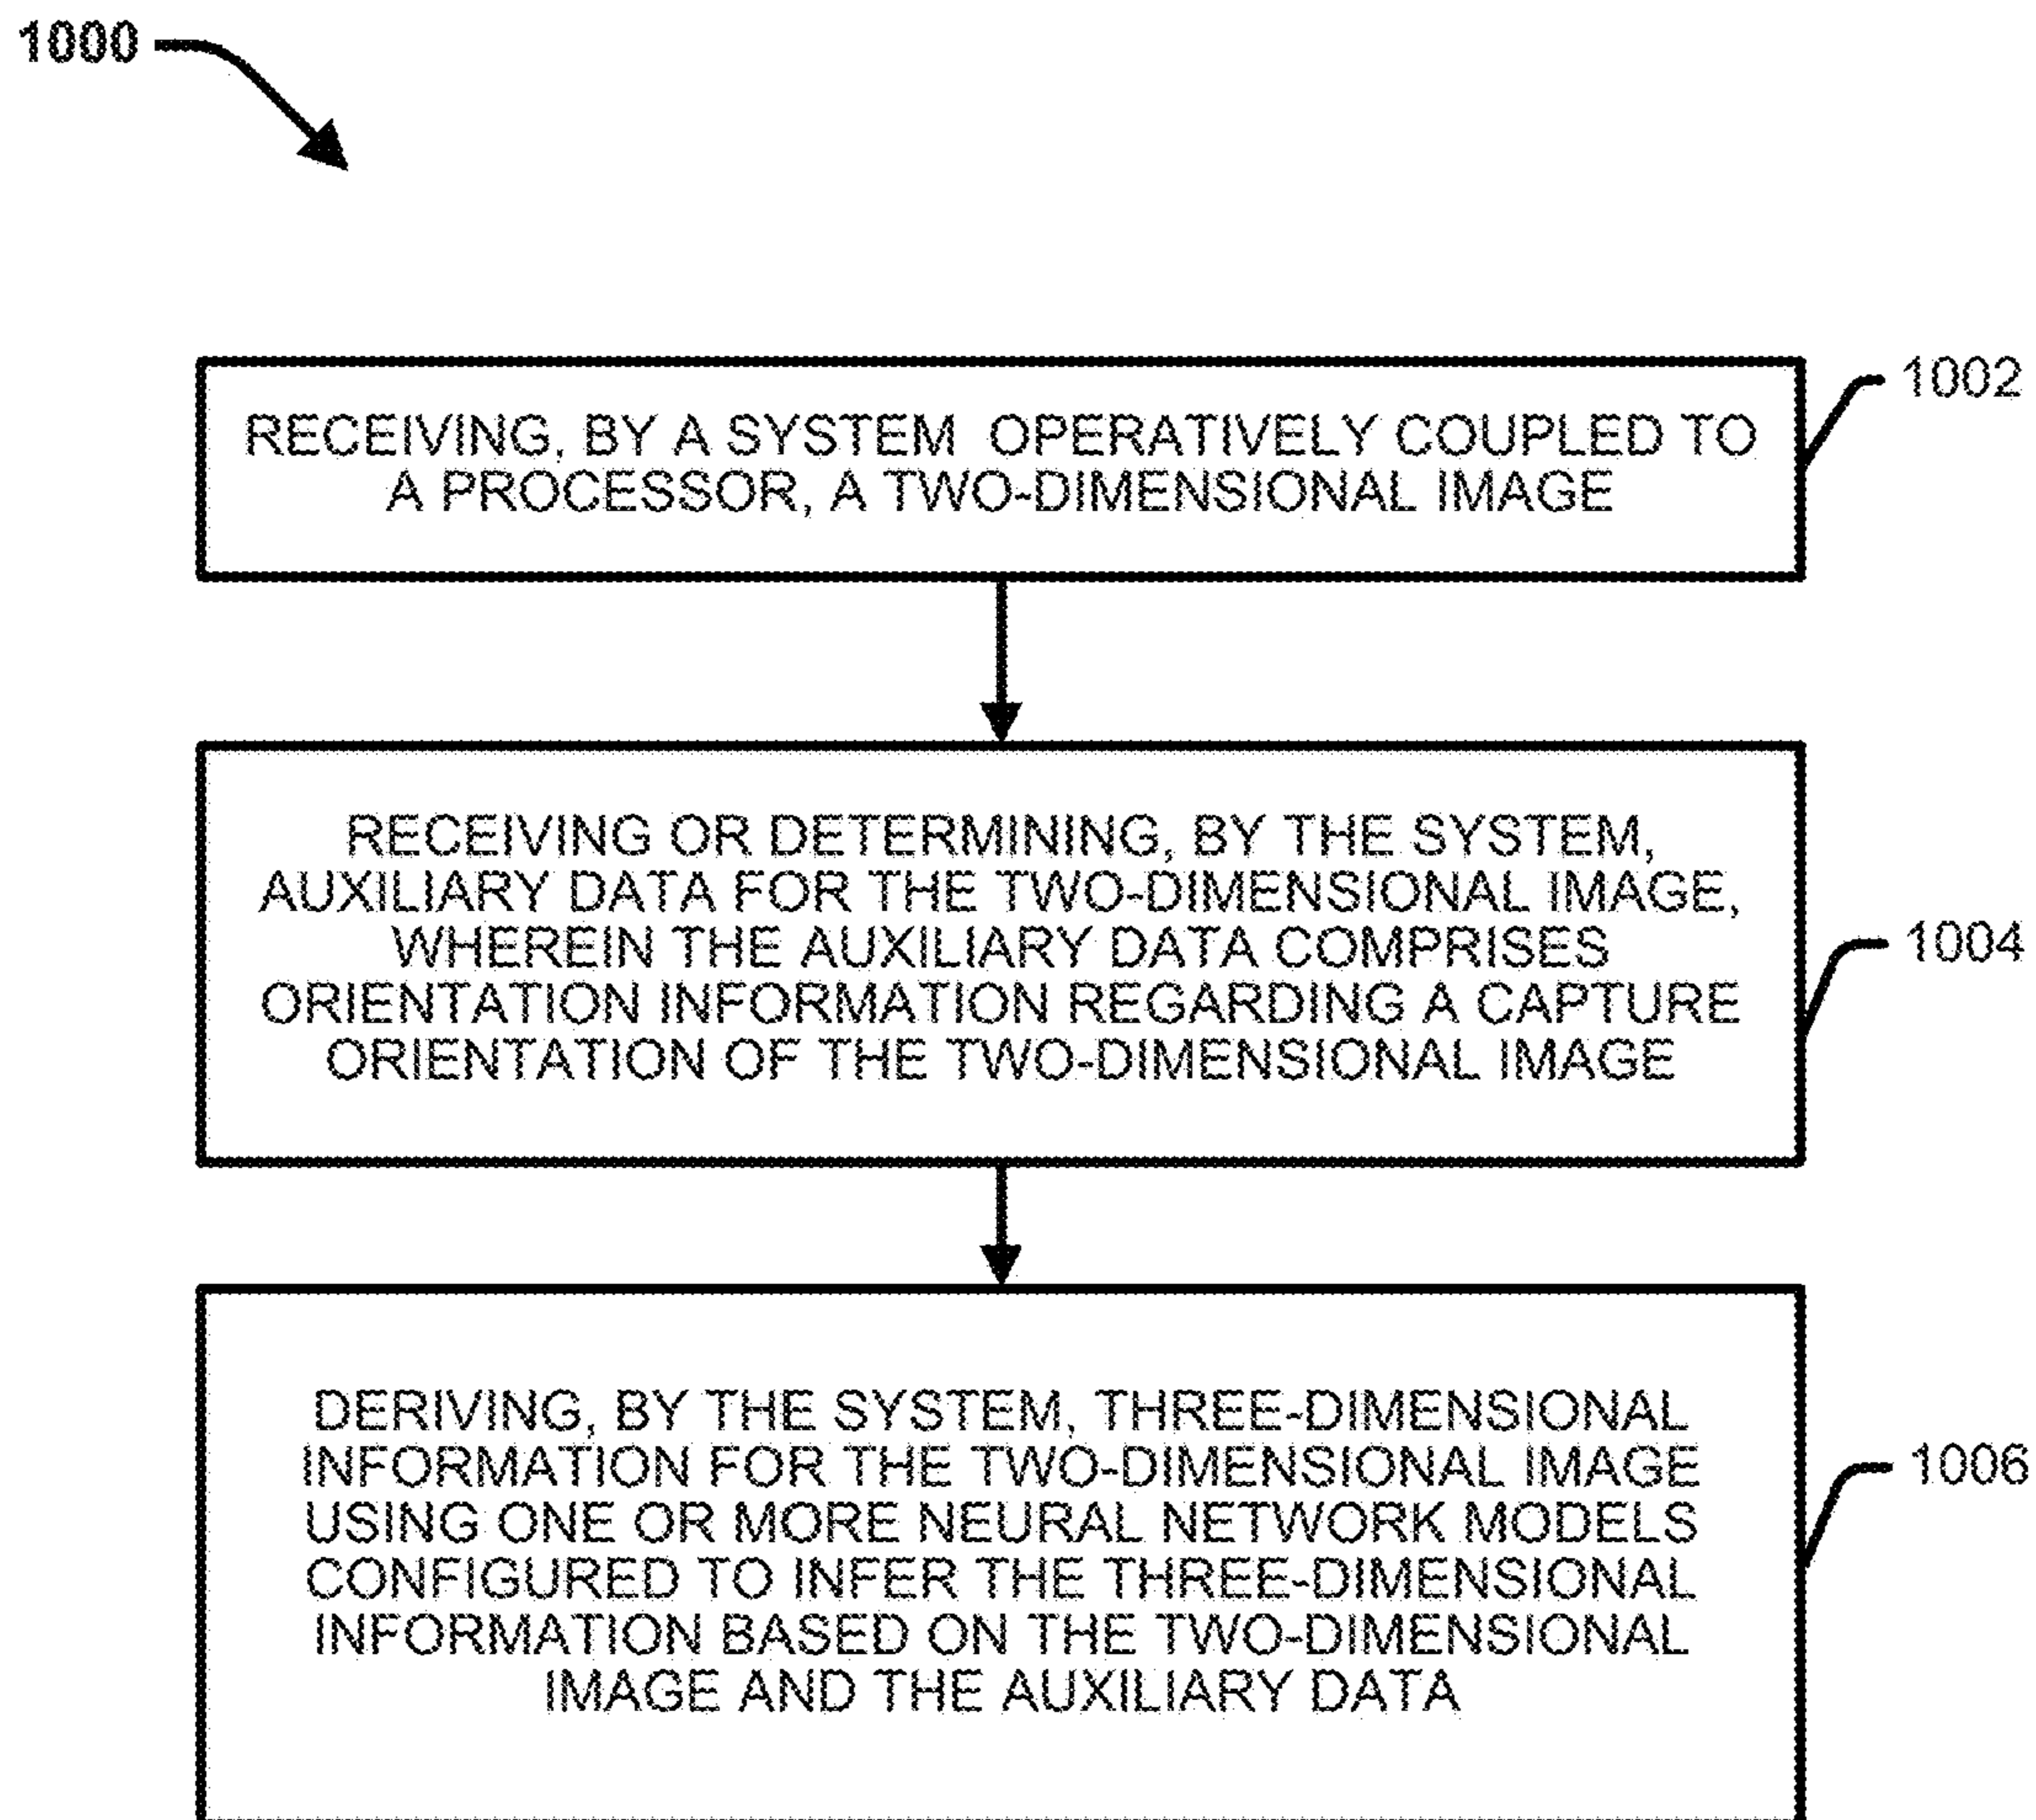 1000
RECEIVING, BY A SYSTEM OPERATIVELY COUPLED TO
A PROCESSOR, A TWO-DIMENSIONAL IMAGE
1002
RECEIVING OR DETERMINING, BY THE SYSTEM,
AUXILIARY DATA FOR THE TWO-DIMENSIONAL IMAGE,
WHEREIN THE AUXILIARY DATA COMPRISES
ORIENTATION INFORMATION REGARDING A CAPTURE
ORIENTATION OF THE TWO-DIMENSIONAL IMAGE
1004
DERIVING, BY THE SYSTEM, THREE-DIMENSIONAL
INFORMATION FOR THE TWO-DIMENSIONAL IMAGE
USING ONE OR MORE NEURAL NETWORK MODELS
CONFIGURED TO INFER THE THREE-DIMENSIONAL
INFORMATION BASED ON THE TWO-DIMENSIONAL
IMAGE AND THE AUXILIARY DATA
1006